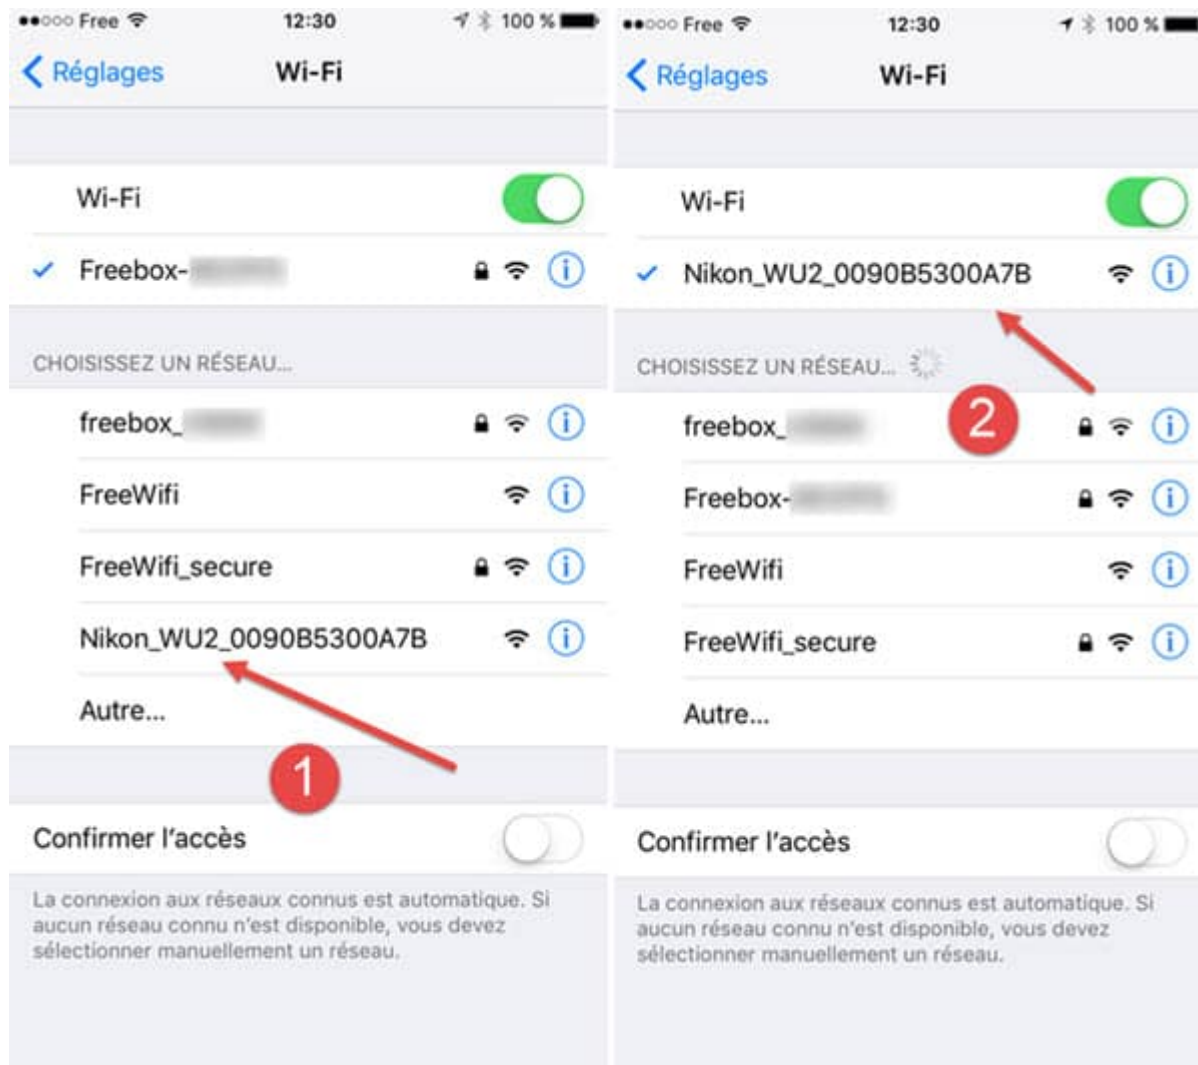 Free 12:30 100 %
Réglages Wi-Fi
Wi-Fi
Freebox-
CHOISISSEZ UN RÉSEAU...
freebox_
FreeWifi
FreeWifi_secure
Nikon_WU2_0090B5300A7B
Autre...
1
Confirmer l'accès
La connexion aux réseaux connus est automatique. Si
aucun réseau connu n'est disponible, vous devez
sélectionner manuellement un réseau.
Free 12:30 100 %
Réglages Wi-Fi
Wi-Fi
Nikon_WU2_0090B5300A7B
CHOISISSEZ UN RÉSEAU...
2
freebox_
Freebox-
FreeWifi
FreeWifi_secure
Autre...
Confirmer l'accès
La connexion aux réseaux connus est automatique. Si
aucun réseau connu n'est disponible, vous devez
sélectionner manuellement un réseau.